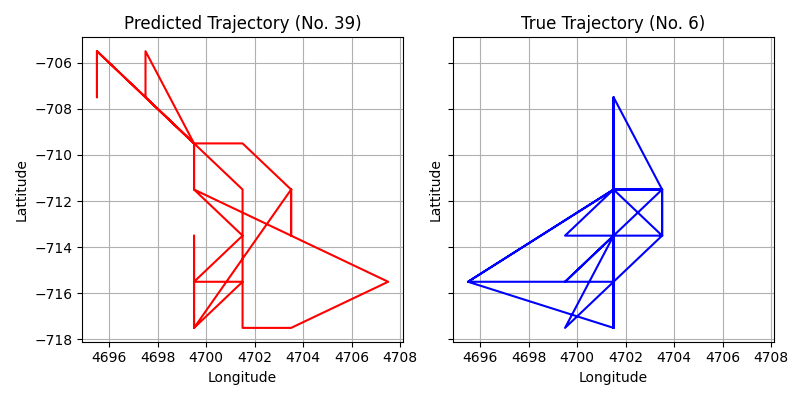 Predicted Trajectory (No. 39)
True Trajectory (No. 6)
Lattitude
−706
−708
−710
−712
−714
−716
−718
4696 4698 4700 4702 4704 4706 4708
Longitude
Lattitude
4696 4698 4700 4702 4704 4706 4708
Longitude